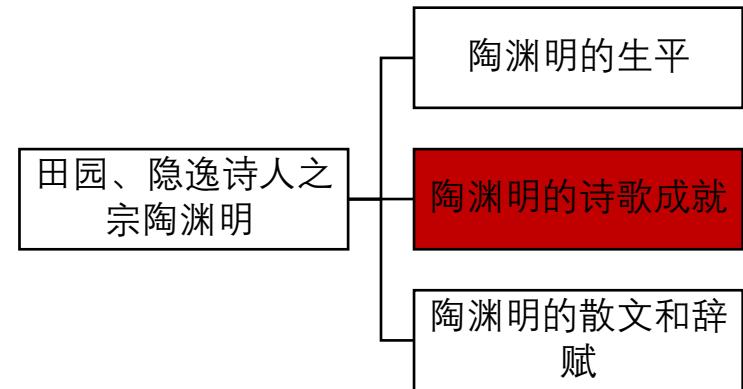 陶渊明的生平
田园、隐逸诗人之
宗陶渊明
陶渊明的诗歌成就
陶渊明的散文和辞
赋